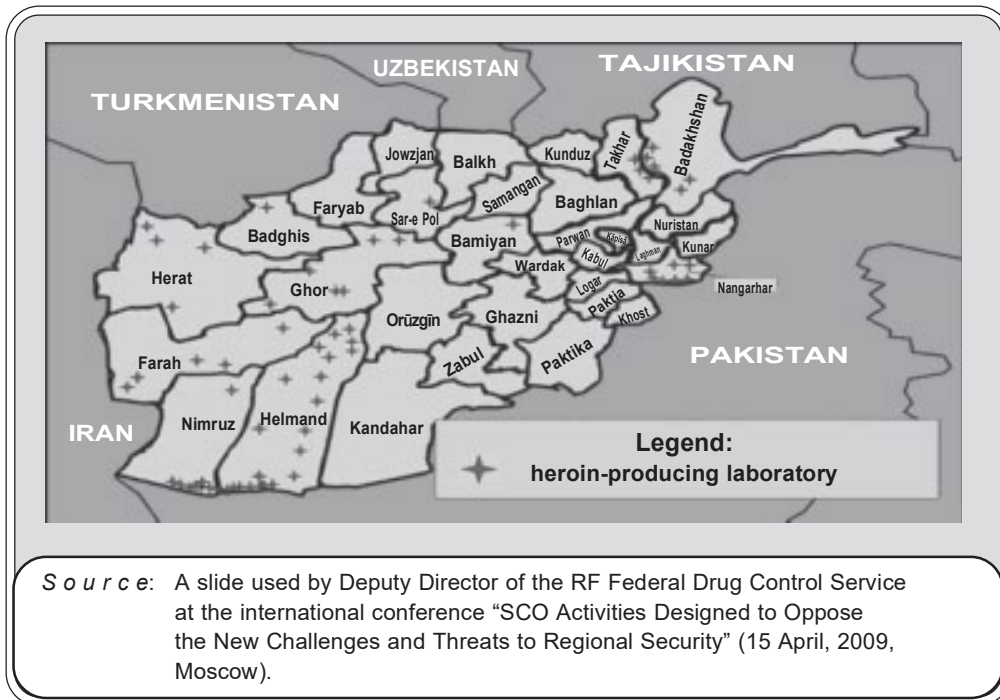 UZBEKISTAN
TAJIKISTAN
TURKMENISTAN
Jowzjan
Balkh
Kunduz
Takhar
Badakhshan
Faryab
Sar-e Pol
Samangan
Baghlan
Badghis
Bamiyan
Parwan
Kāpisā
Nuristan
Laghman
Kunar
Herat
Ghor
Wardak
Kabul
Logar
Nangarhar
Orūzgīn
Ghazni
Paktia
Khost
Farah
Zabul
Paktika
PAKISTAN
IRAN
Nimruz
Helmand
Kandahar
Legend:
heroin-producing laboratory
Source: A slide used by Deputy Director of the RF Federal Drug Control Service
at the international conference “SCO Activities Designed to Oppose
the New Challenges and Threats to Regional Security” (15 April, 2009,
Moscow).